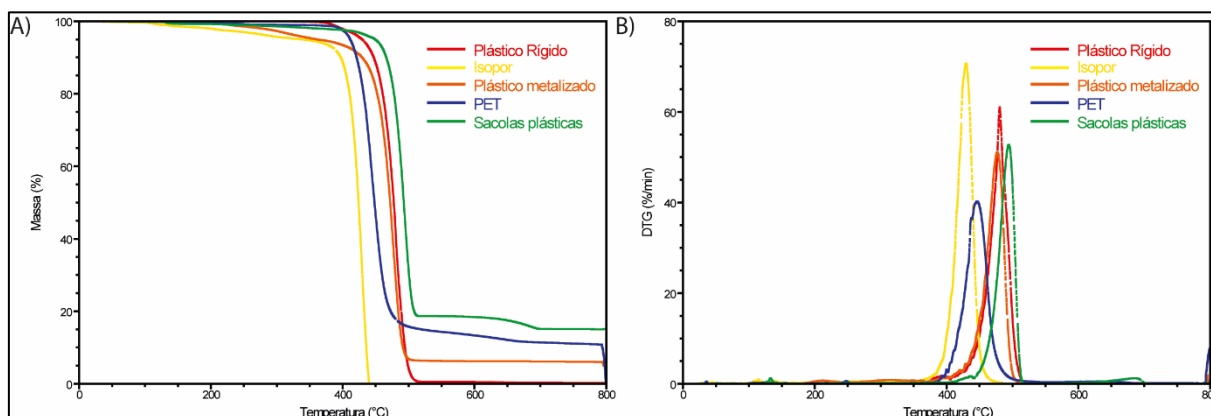 A)
100
80
60
40
20
0
Massa (%)
Plástico Rígido
Isopor
Plástico metalizado
PET
Sacolas plásticas
0
200
400
600
800
Temperatura (°C)
B)
80
60
40
20
0
DTG (%/min)
Plástico Rígido
Isopor
Plástico metalizado
PET
Sacolas plásticas
0
200
400
600
Temperatura (°C)